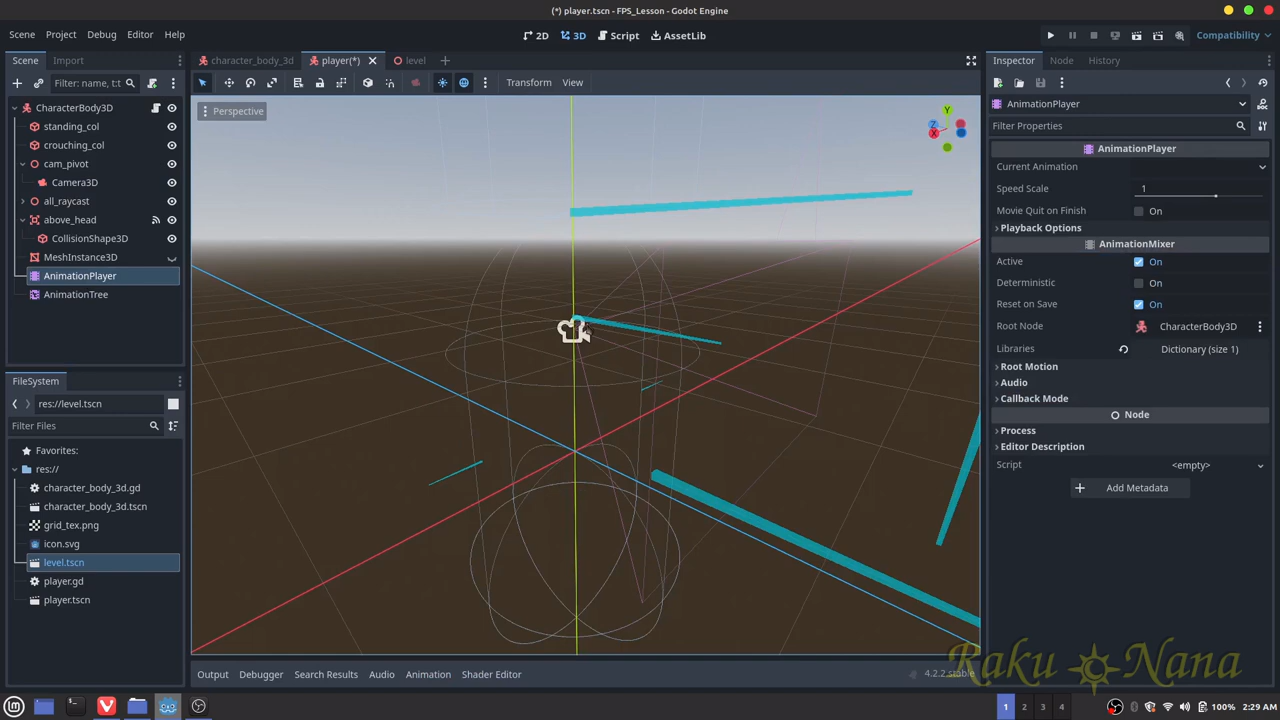 (*) player.tscn - FPS_Lesson - Godot Engine
Scene Project Debug Editor Help
2D 3D Script AssetLib
Compatibility
Scene Import
Filter: name, t:t
CharacterBody3D
standing_col
crouching_col
cam_pivot
Camera3D
all_raycast
above_head
CollisionShape3D
MeshInstance3D
AnimationPlayer
AnimationTree
FileSystem
res://level.tscn
Filter Files
Favorites:
res://
character_body_3d.gd
character_body_3d.tscn
grid_tex.png
icon.svg
level.tscn
player.gd
player.tscn
character_body_3d player(*) level
Transform View
Perspective
Y
Z
X
Output Debugger Search Results Audio Animation Shader Editor
4.2.2.stable
Inspector Node History
AnimationPlayer
Filter Properties
AnimationPlayer
Current Animation
Speed Scale 1
Movie Quit on Finish On
Playback Options
AnimationMixer
Active On
Deterministic On
Reset on Save On
Root Node CharacterBody3D
Libraries Dictionary (size 1)
Root Motion
Audio
Callback Mode
Node
Process
Editor Description
Script <empty>
Add Metadata
Raku Nana
1 2 3 4
100% 2:29 AM